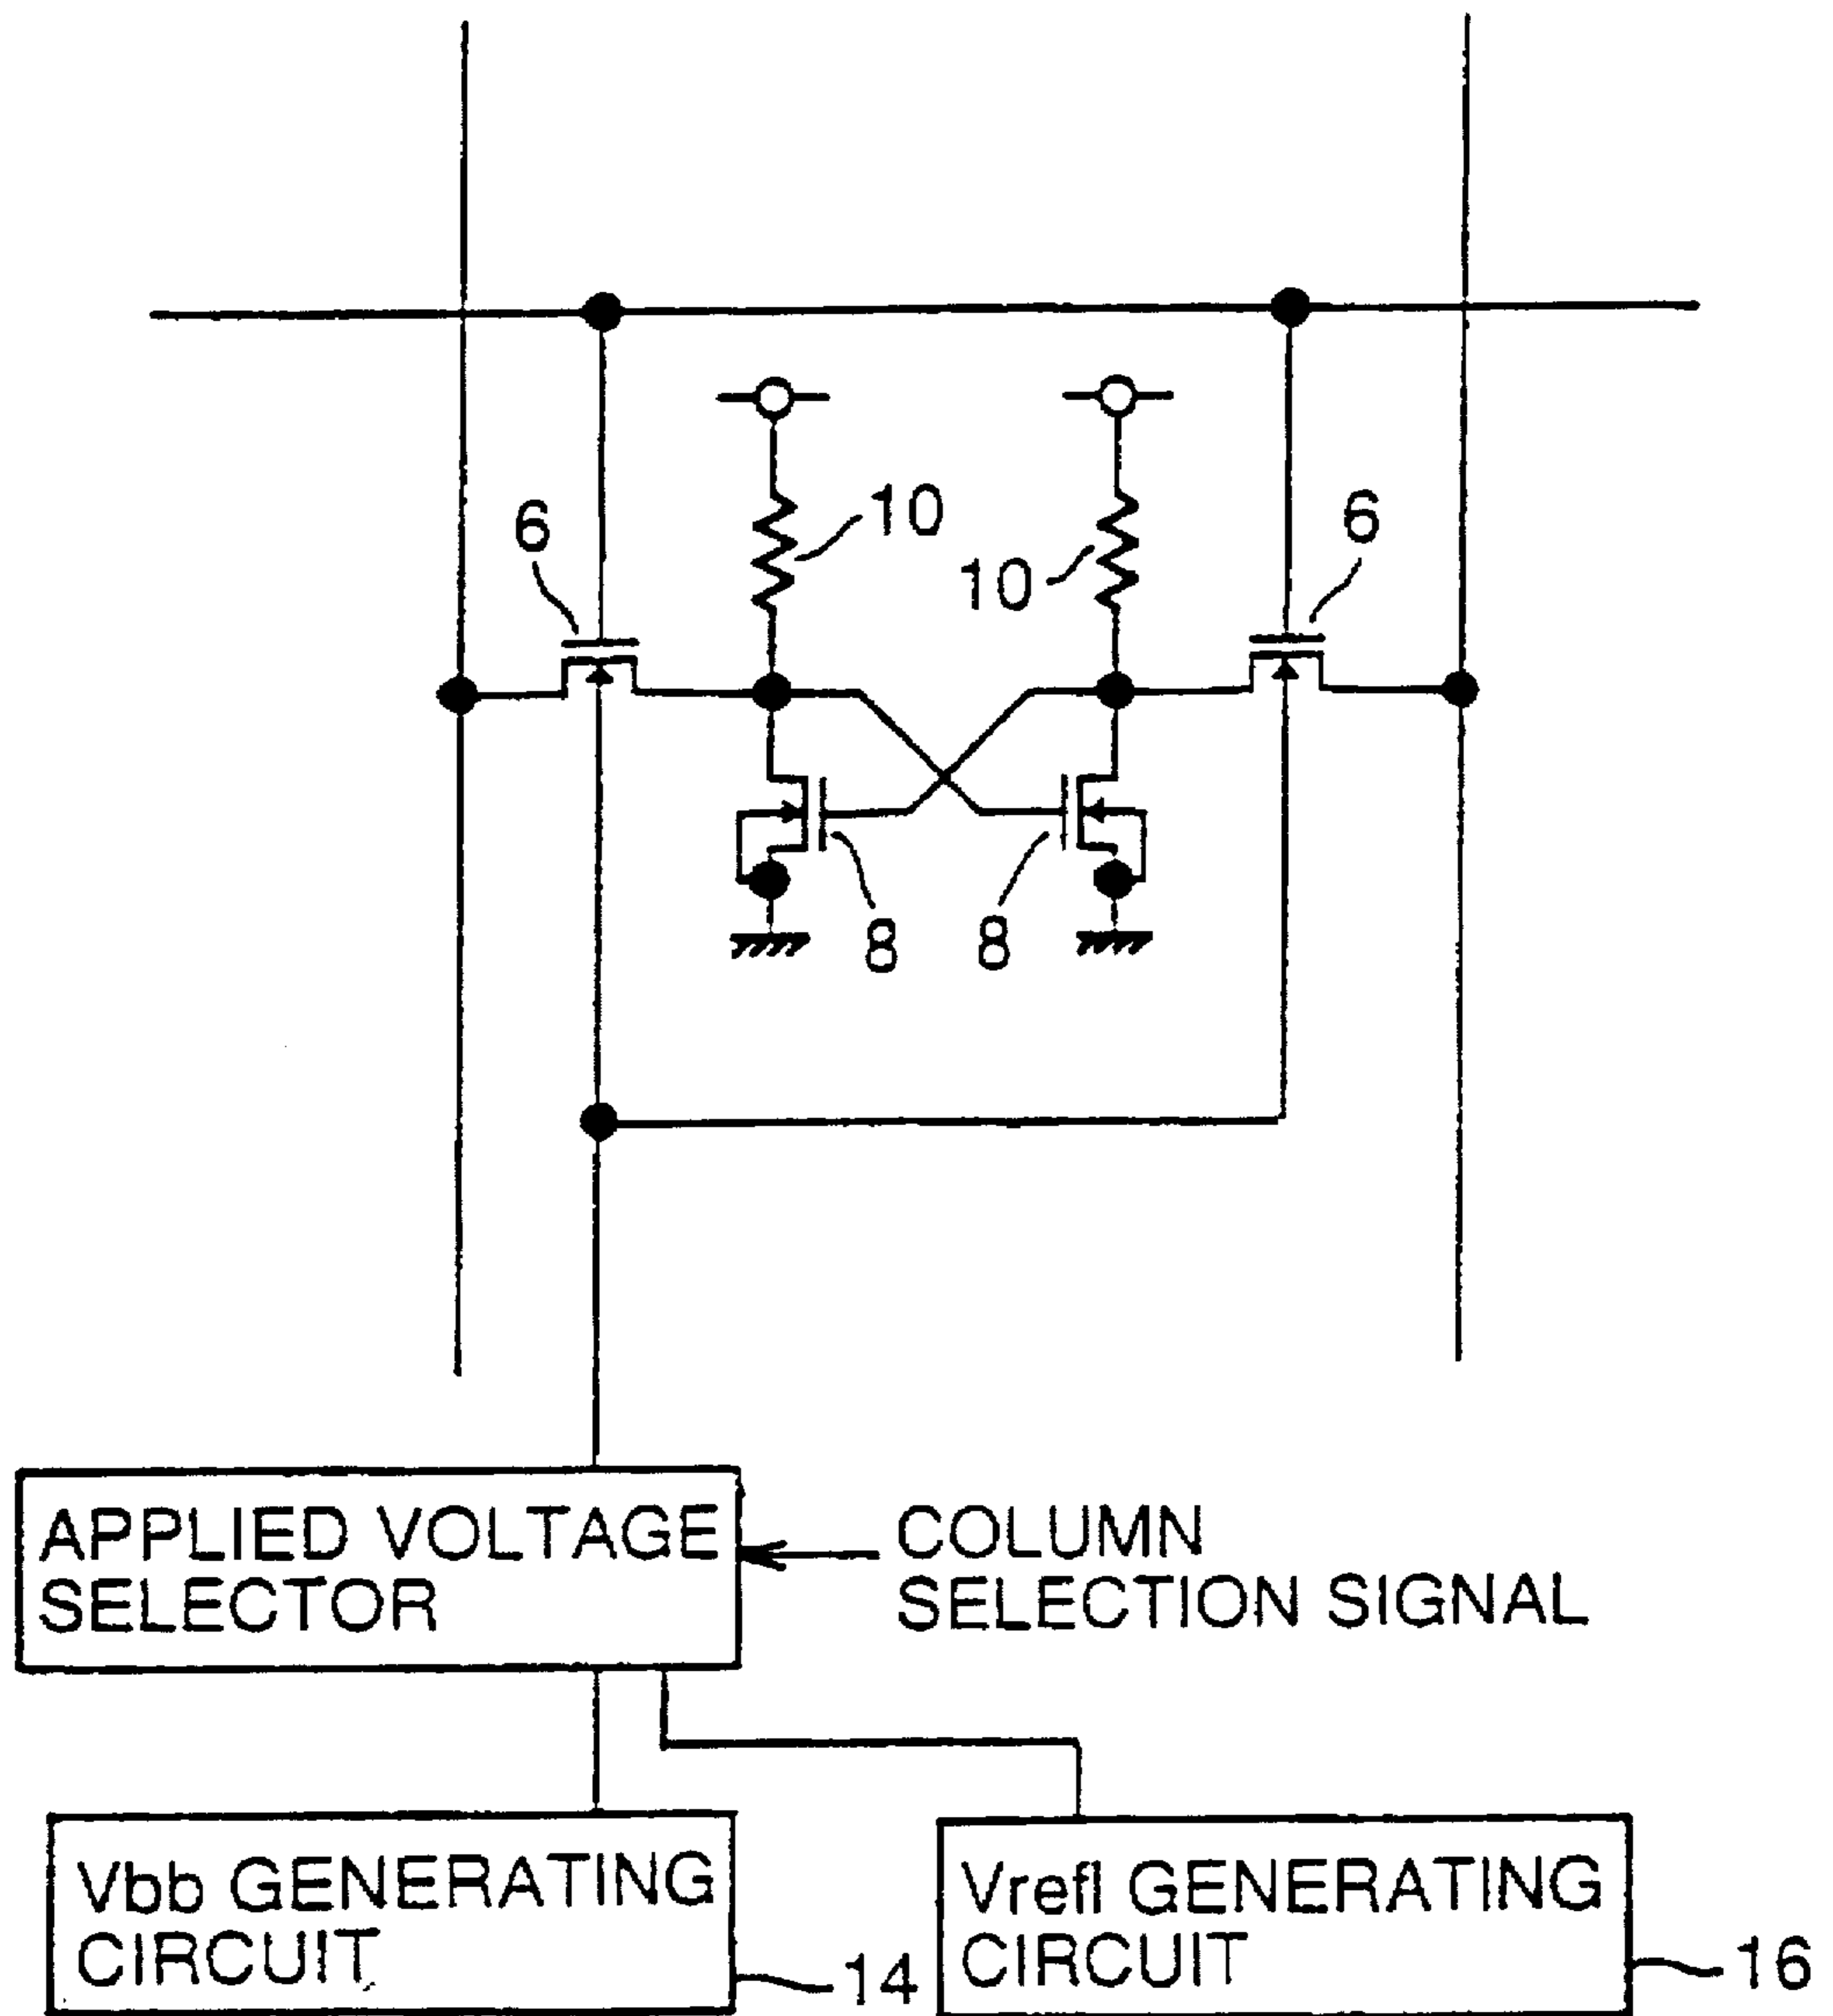 6
10
10
6
8
8
APPLIED VOLTAGE
SELECTOR
COLUMN
SELECTION SIGNAL
Vbb GENERATING
CIRCUIT
14
Vrefl GENERATING
CIRCUIT
16